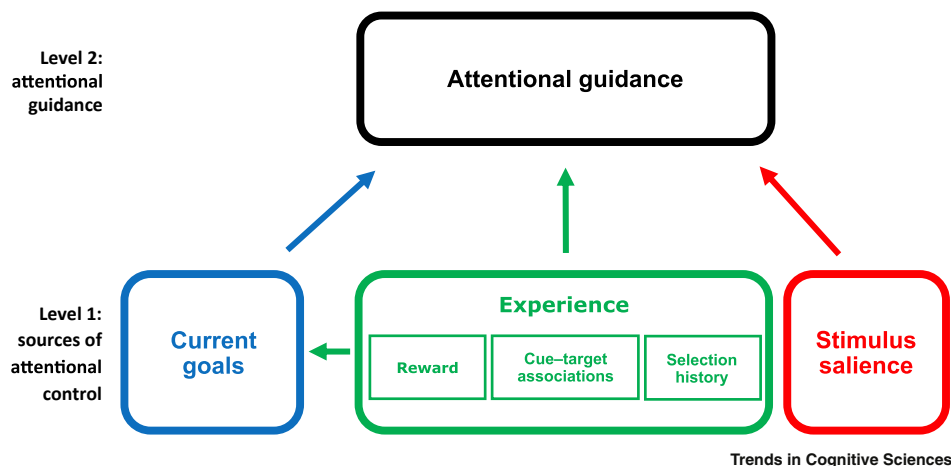 Level 2:
attentional
guidance
Attentional guidance
Level 1:
sources of
attentional
control
Current
goals
Experience
Reward
Cue–target
associations
Selection
history
Stimulus
salience
Trends in Cognitive Sciences